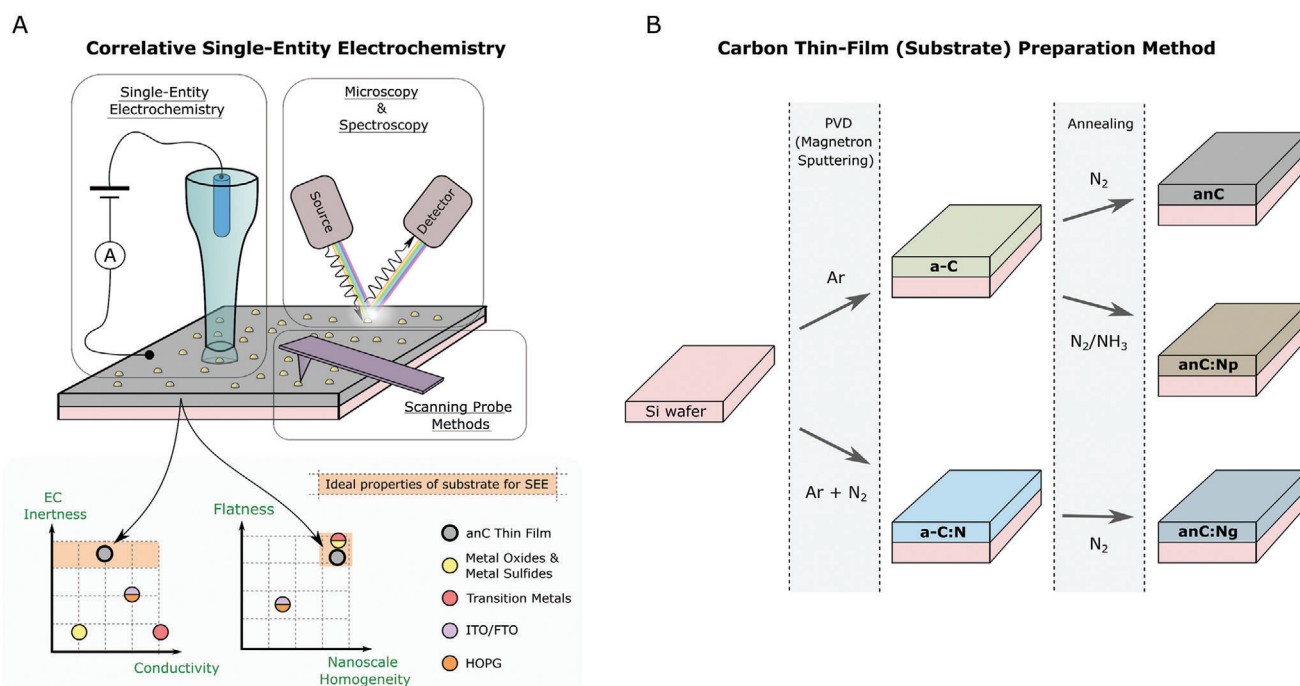 A
Correlative Single-Entity Electrochemistry
Single-Entity
Electrochemistry
Microscopy
&
Spectroscopy
Source
Detector
A
Scanning Probe
Methods
Ideal properties of substrate for SEE
EC
Inertness
Conductivity
Flatness
Nanoscale
Homogeneity
anC Thin Film
Metal Oxides &
Metal Sulfides
Transition Metals
ITO/FTO
HOPG
B
Carbon Thin-Film (Substrate) Preparation Method
PVD
(Magnetron
Sputtering)
Annealing
Si wafer
Ar
Ar + N₂
a-C
a-C:N
N₂
N₂/NH₃
N₂
anC
anC:Np
anC:Ng